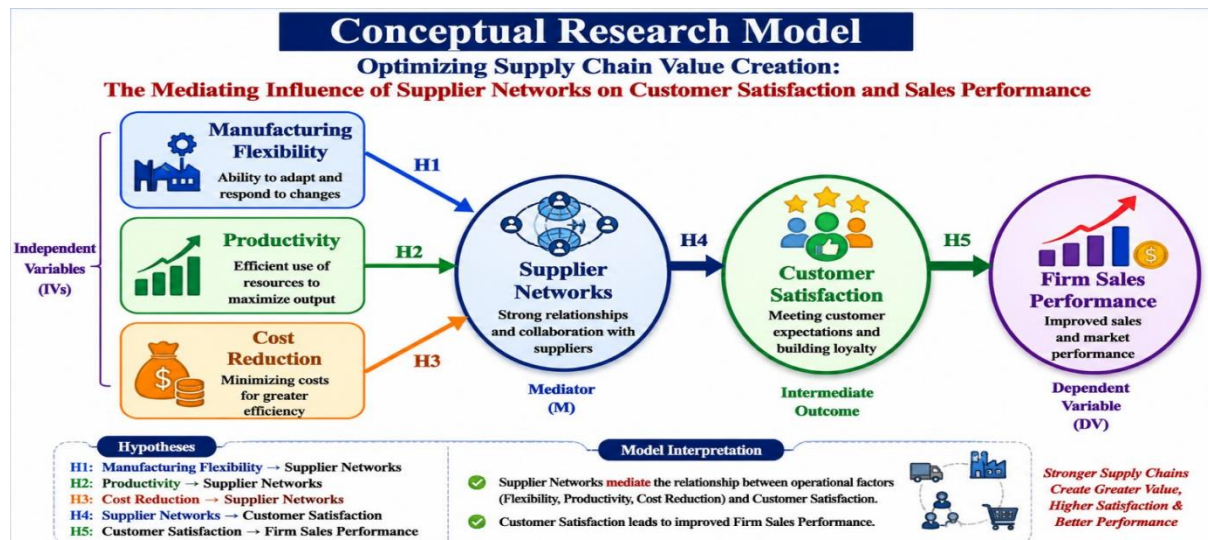 Conceptual Research Model
Optimizing Supply Chain Value Creation:
The Mediating Influence of Supplier Networks on Customer Satisfaction and Sales Performance
Independent
Variables
(IVs)
Manufacturing
Flexibility
Ability to adapt and
respond to changes
Productivity
Efficient use of
resources to
maximize output
$
Cost
Reduction
Minimizing costs
for greater
efficiency
H1
H2
H3
Supplier
Networks
Strong relationships
and collaboration with
suppliers
Mediator
(M)
H4
Customer
Satisfaction
Meeting customer
expectations and
building loyalty
Intermediate
Outcome
H5
$
Firm Sales
Performance
Improved sales
and market
performance
Dependent
Variable
(DV)
Hypotheses
H1: Manufacturing Flexibility → Supplier Networks
H2: Productivity → Supplier Networks
H3: Cost Reduction → Supplier Networks
H4: Supplier Networks → Customer Satisfaction
H5: Customer Satisfaction → Firm Sales Performance
Model Interpretation
Supplier Networks mediate the relationship between operational factors
(Flexibility, Productivity, Cost Reduction) and Customer Satisfaction.
Customer Satisfaction leads to improved Firm Sales Performance.
Stronger Supply Chains
Create Greater Value,
Higher Satisfaction &
Better Performance